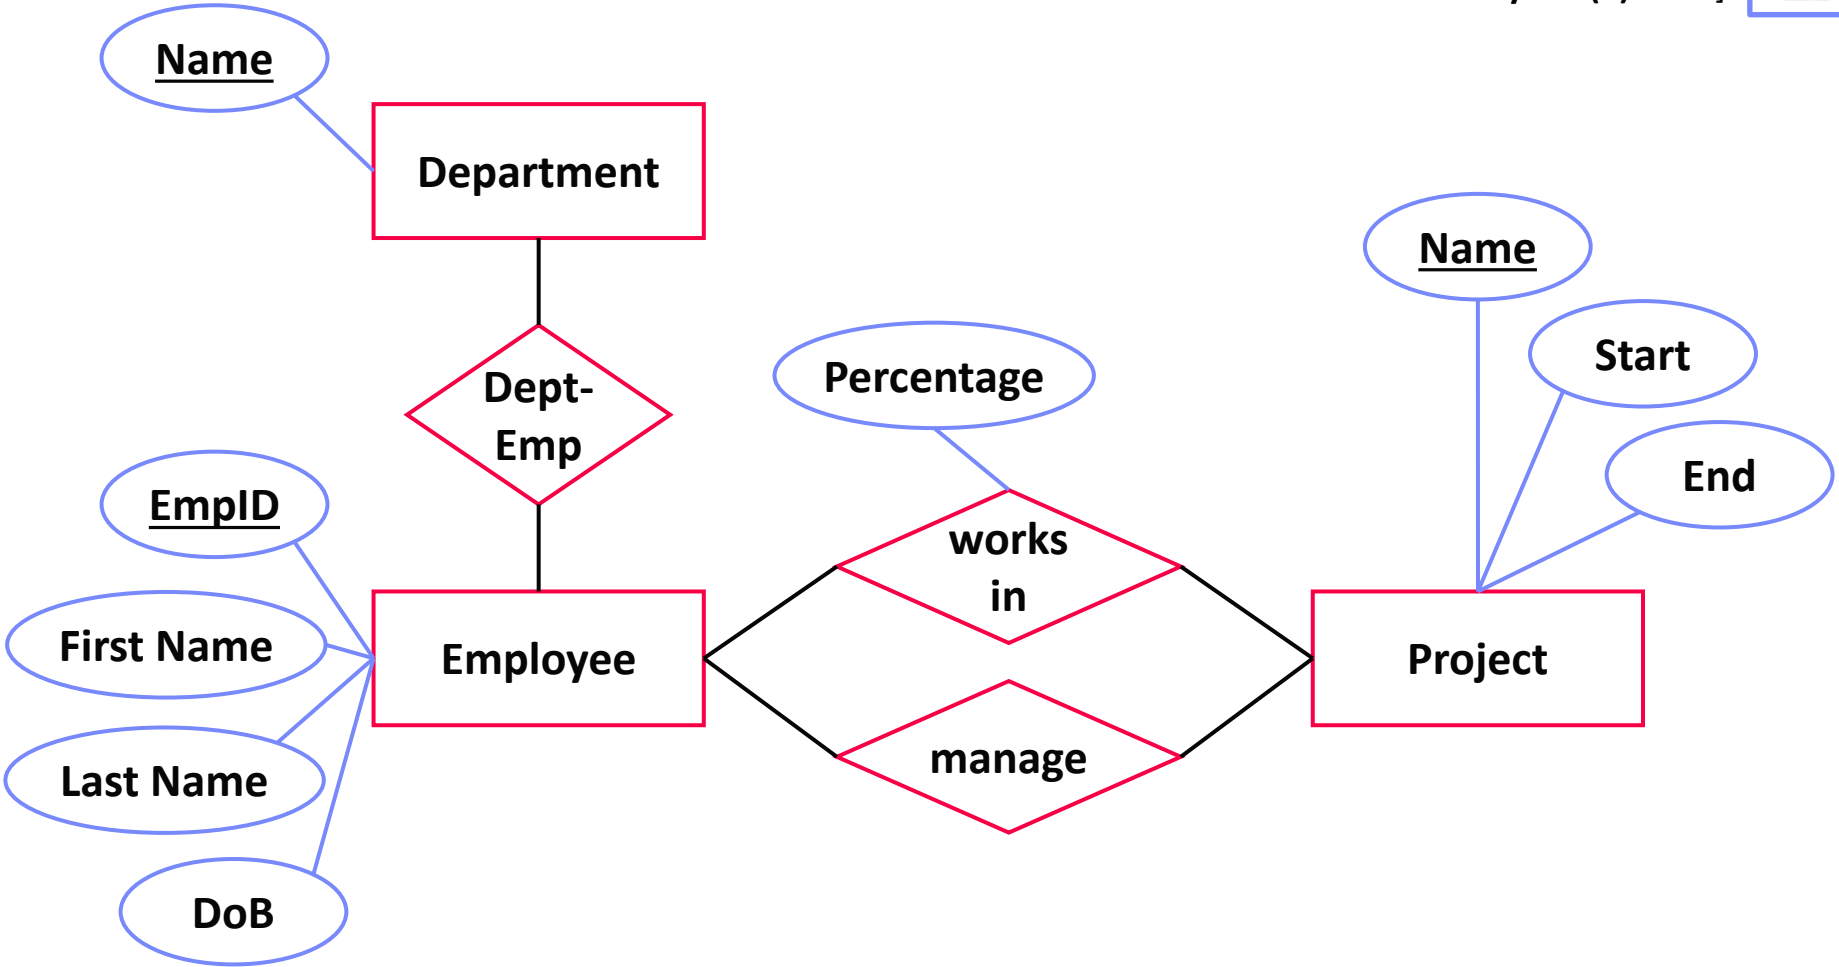 Name
Department
Name
Start
Percentage
Dept-
Emp
End
EmpID
works
in
First Name
Employee
Project
Last Name
manage
DoB